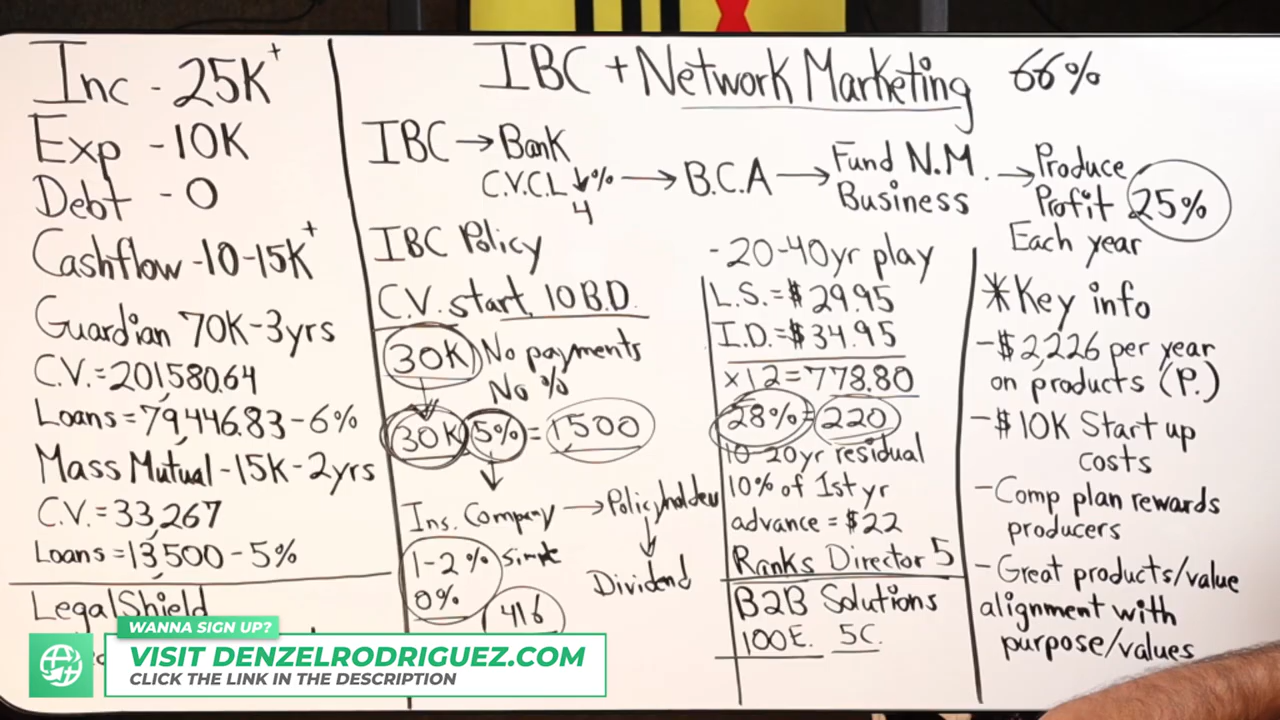 IBC + Network Marketing 66%
Inc - 25K+
Exp - 10K
Debt - 0
Cashflow - 10-15K+
Guardian 70K - 3yrs
C.V. = 201,580.64
Loans = 79,446.83 - 6%
Mass Mutual - 15K - 2yrs
C.V. = 33,267
Loans = 13,500 - 5%
LegalShield
IBC → Bank
C.V.C.L ↓% → B.C.A → Fund N.M. Business → Produce Profit 25% Each year
4
IBC Policy
C.V. start 10 B.D.
30K No payments
No %
30K 5% = 1,500
Ins. Company → Policyholder
↓
Dividend
1-2%
0%
416
- 20-40yr play
L.S. = $29.95
I.D. = $34.95
x12 = 778.80
28% = 220
10-20yr residual
10% of 1st yr
advance = $22
Ranks Director 5
B2B Solutions
100E. 5C.
*Key info
- $2,226 per year
on products (P.)
- $10K Start up
costs
- Comp plan rewards
producers
- Great products/value
alignment with
purpose/values
WANNA SIGN UP?
VISIT DENZELRODRIGUEZ.COM
CLICK THE LINK IN THE DESCRIPTION